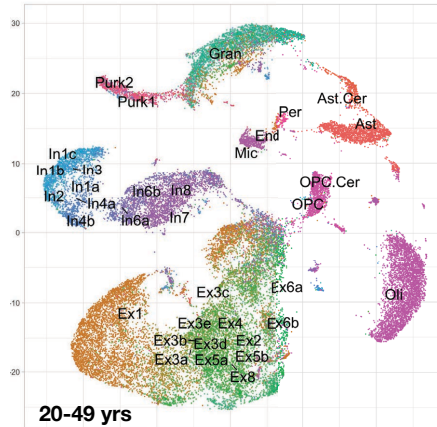 30
Gran
Purk2
Purk1
20
Per
Ast.Cer
End
Ast
Mic
In1c
10
In1b
In3
In1a
In6b
In8
OPC.Cer
In2
In4a
OPC
In4b
In6a
In7
0
Ex3c
Ex6a
Oli
-10
Ex1
Ex3e
Ex4
Ex6b
Ex3b
Ex3d
Ex2
Ex3a
Ex5a
Ex5b
Ex8
-20
20-49 yrs